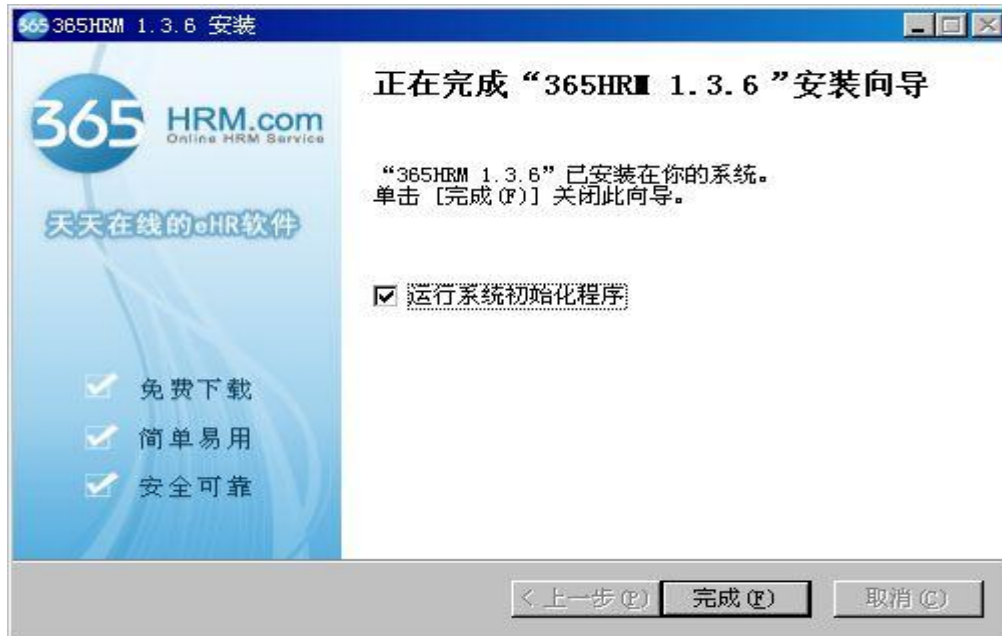 365 365HRM 1.3.6 安装
正在完成“365HRM 1.3.6”安装向导
365 HRM.com
Online HRM Service
“365HRM 1.3.6”已安装在你的系统。
单击 [完成(F)] 关闭此向导。
天天在线的eHR软件
运行系统初始化程序
免费下载
简单易用
安全可靠
< 上一步(P) 完成(F) 取消(C)